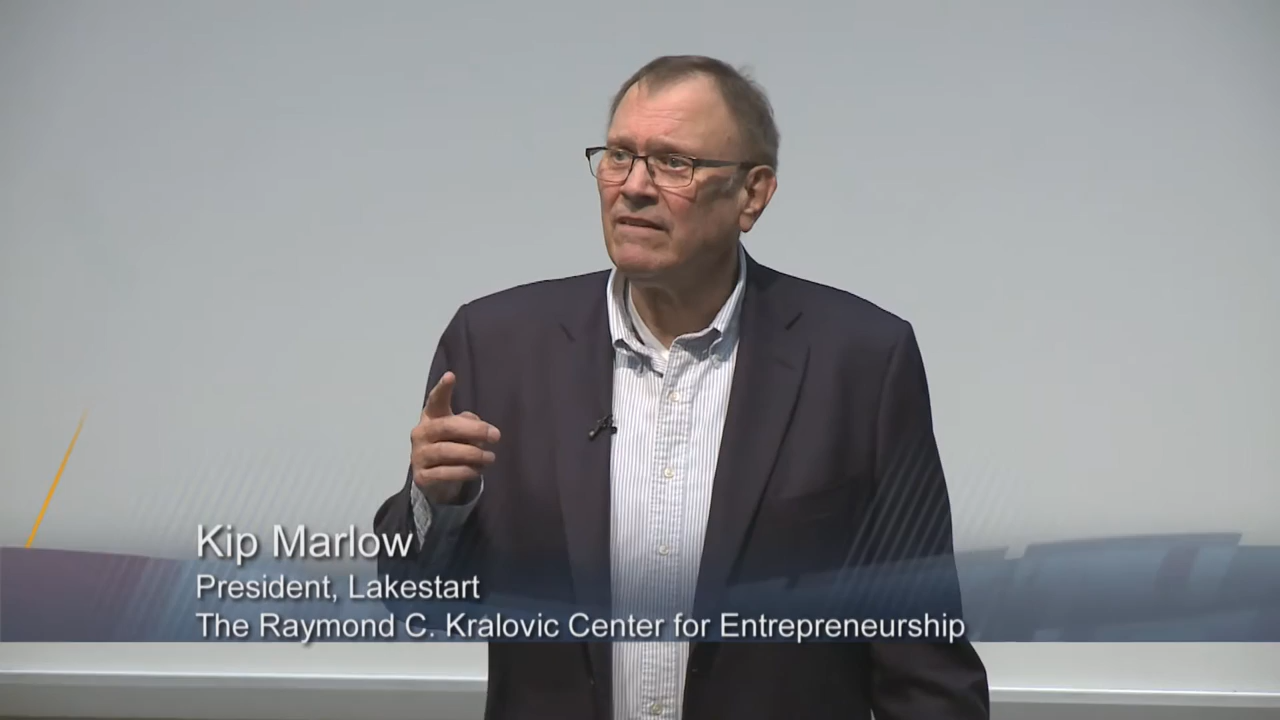 Kip Marlow
President, Lakestart
The Raymond C. Kralovic Center for Entrepreneurship